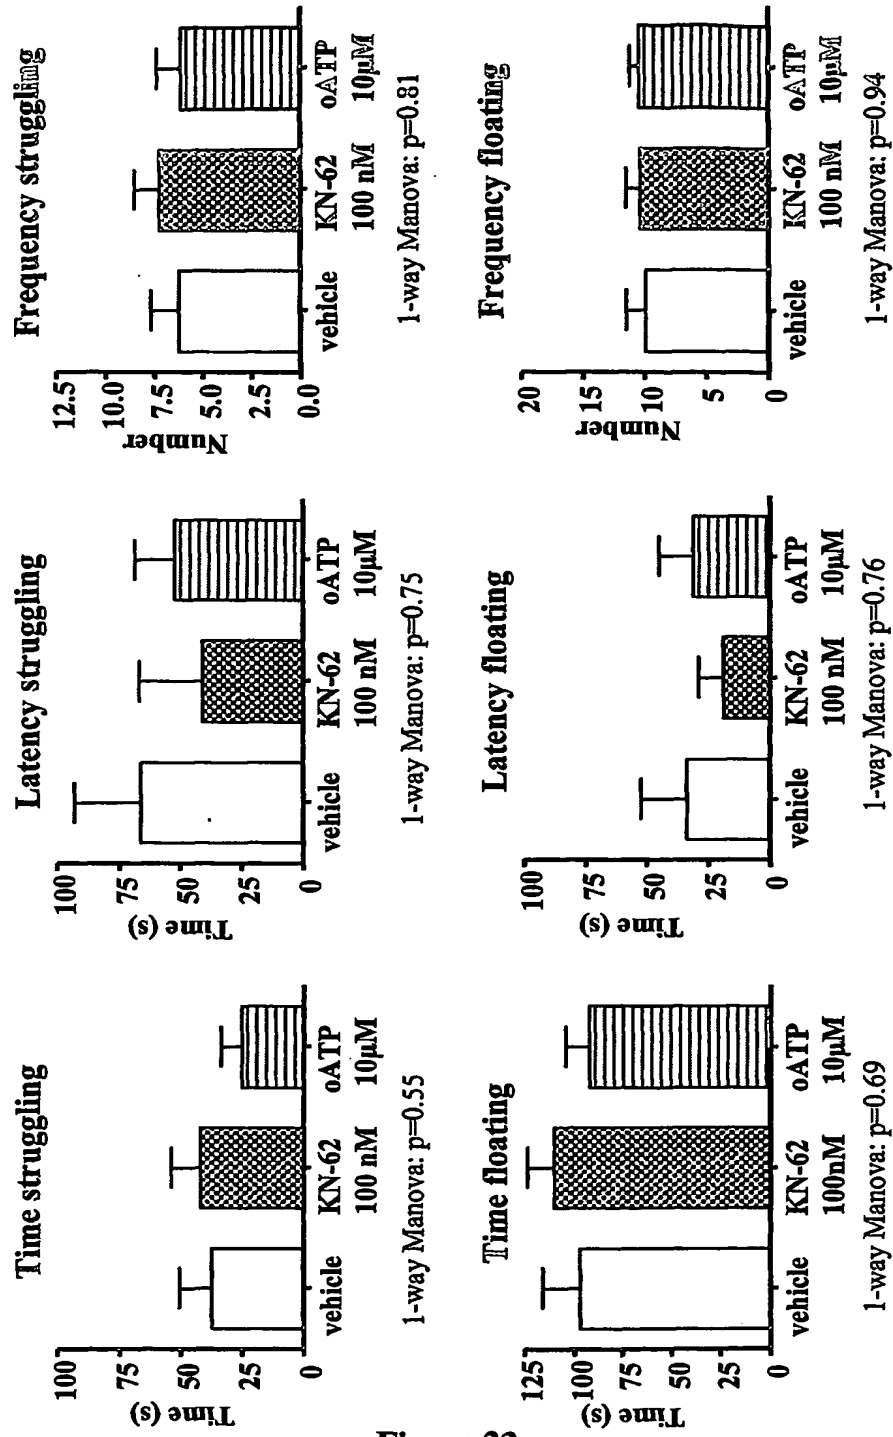 Time struggling
Time (s)
100
75
50
25
0
vehicle
KN-62
100 nM
oATP
10µM
1-way Manova: p=0.55
Latency struggling
Time (s)
100
75
50
25
0
vehicle
KN-62
100 nM
oATP
10µM
1-way Manova: p=0.75
Frequency struggling
Number
12.5
10.0
7.5
5.0
2.5
0.0
vehicle
KN-62
100 nM
oATP
10µM
1-way Manova: p=0.81
Time floating
Time (s)
125
100
75
50
25
0
vehicle
KN-62
100nM
oATP
10µM
1-way Manova: p=0.69
Latency floating
Time (s)
100
75
50
25
0
vehicle
KN-62
100 nM
oATP
10µM
1-way Manova: p=0.76
Frequency floating
Number
20
15
10
5
0
vehicle
KN-62
100 nM
oATP
10µM
1-way Manova: p=0.94